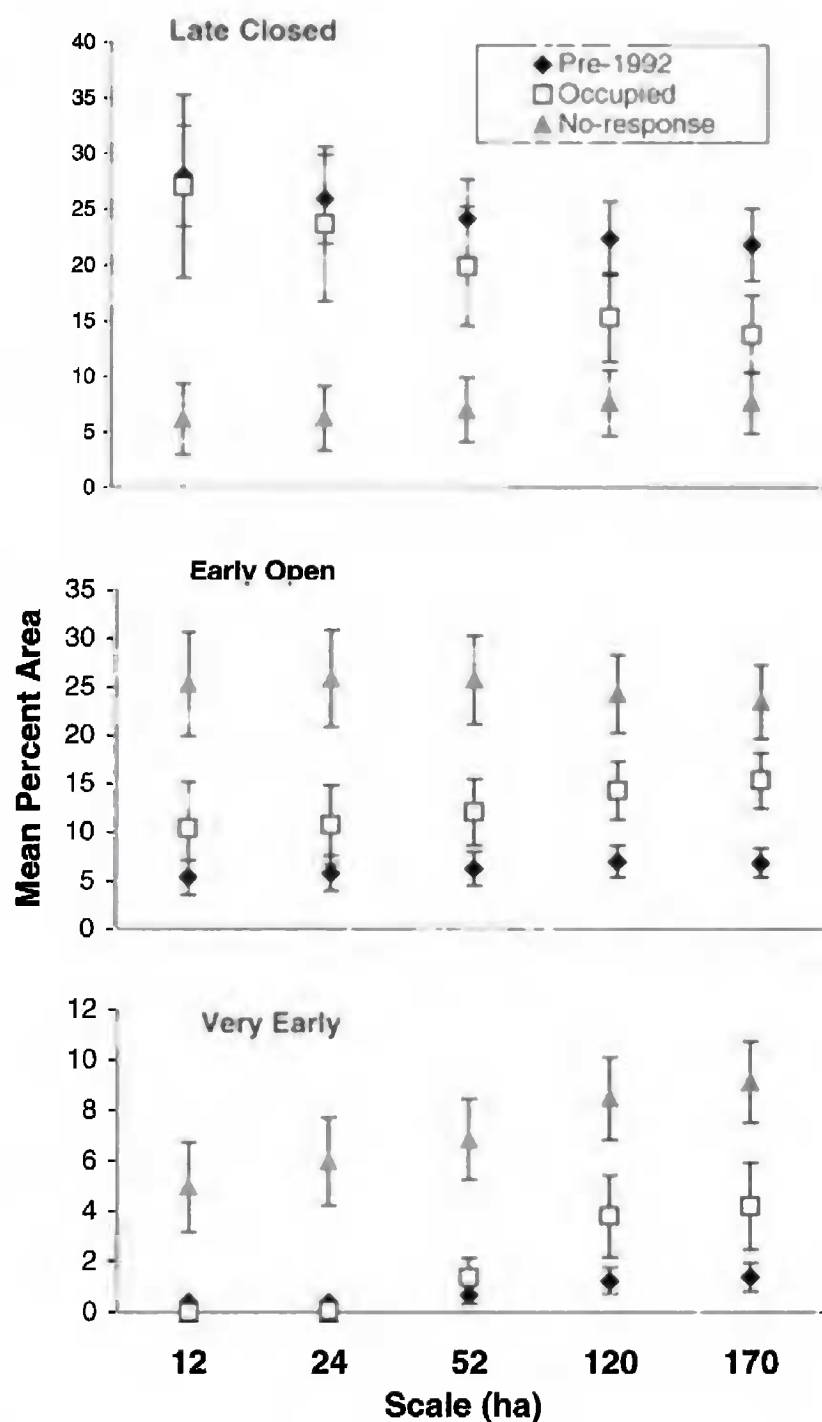 Late Closed
Pre-1992
Occupied
No-response
40
35
30
25
20
15
10
5
0
Early Open
35
30
25
20
15
10
5
0
Mean Percent Area
Very Early
12
10
8
6
4
2
0
12 24 52 120 170
Scale (ha)